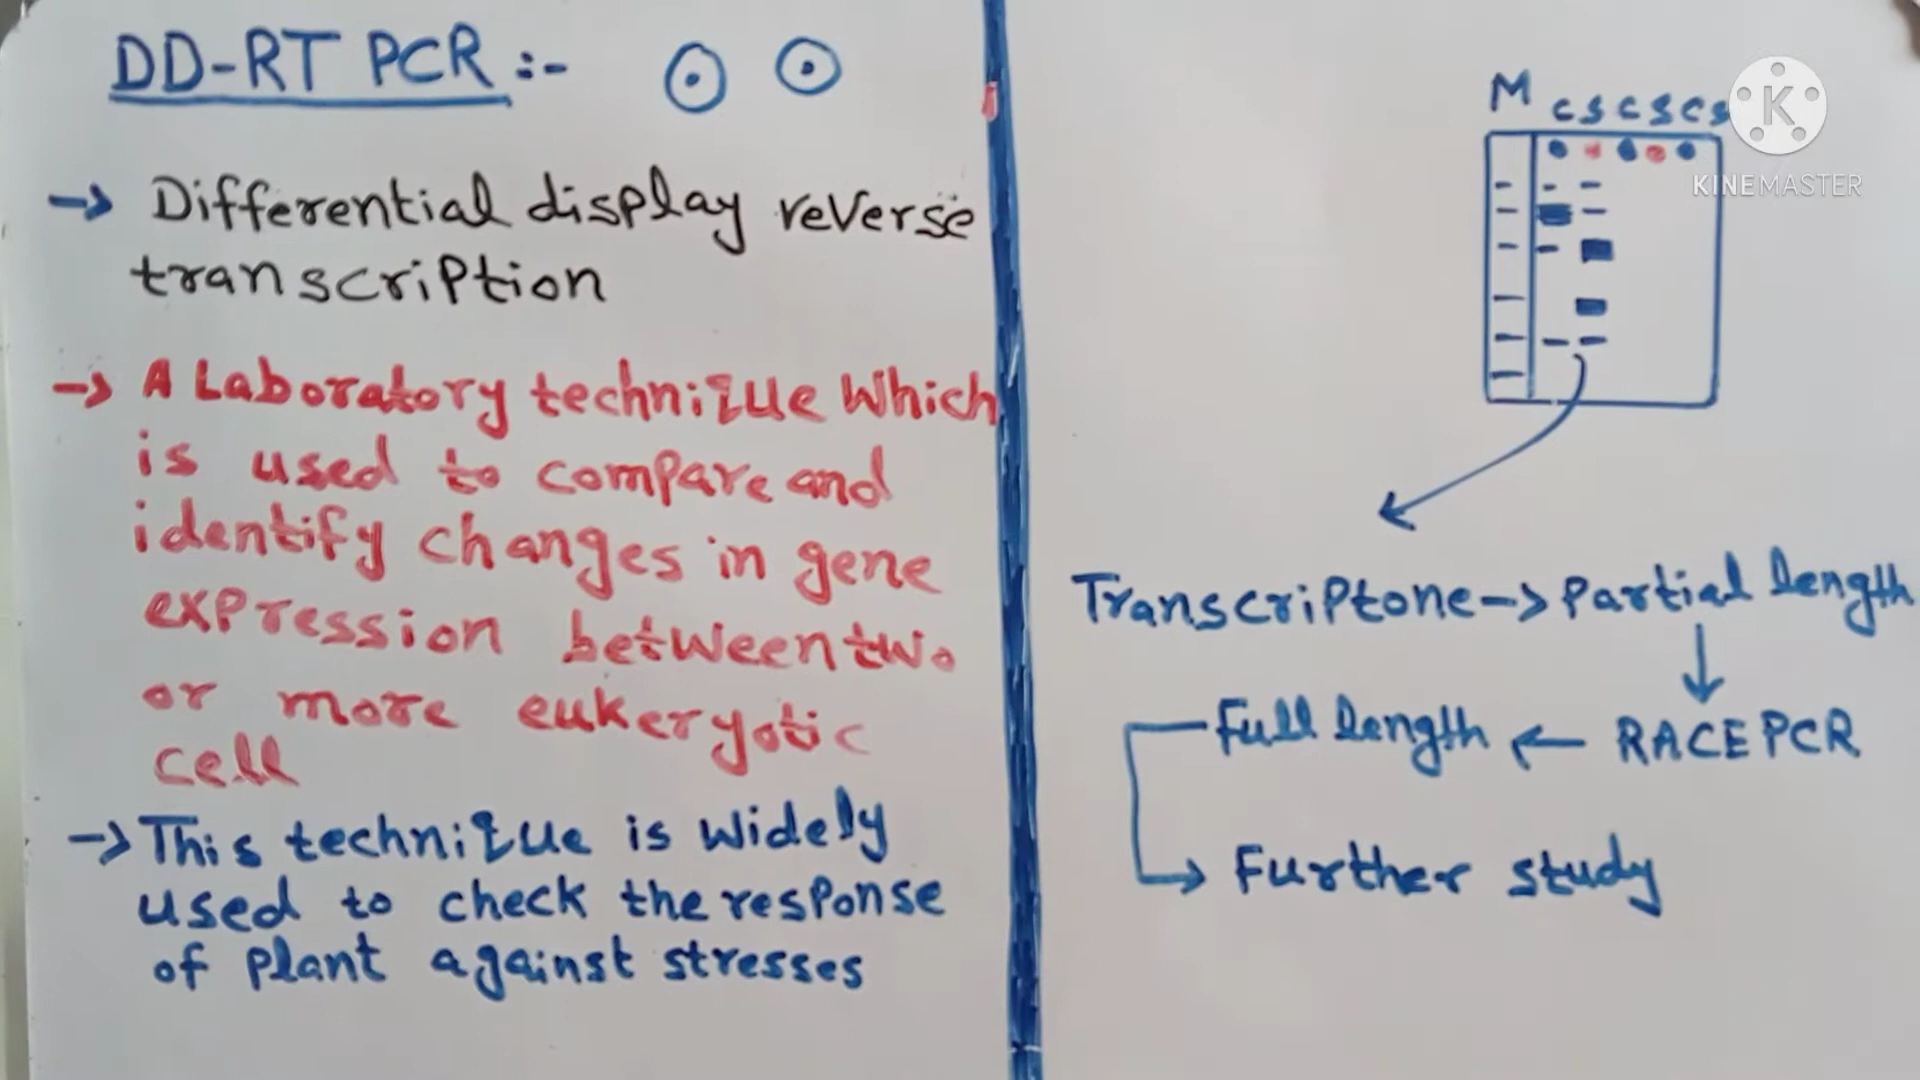 DD-RT PCR :-
→ Differential display reverse
transcription
→ A Laboratory technique which
is used to compare and
identify changes in gene
expression between two
or more eukeryotic
cell
→ This technique is widely
used to check the response
of plant against stresses
M c s c s c s
K
KINEMASTER
Transcriptone → Partial length
Full length ← RACE PCR
Further study